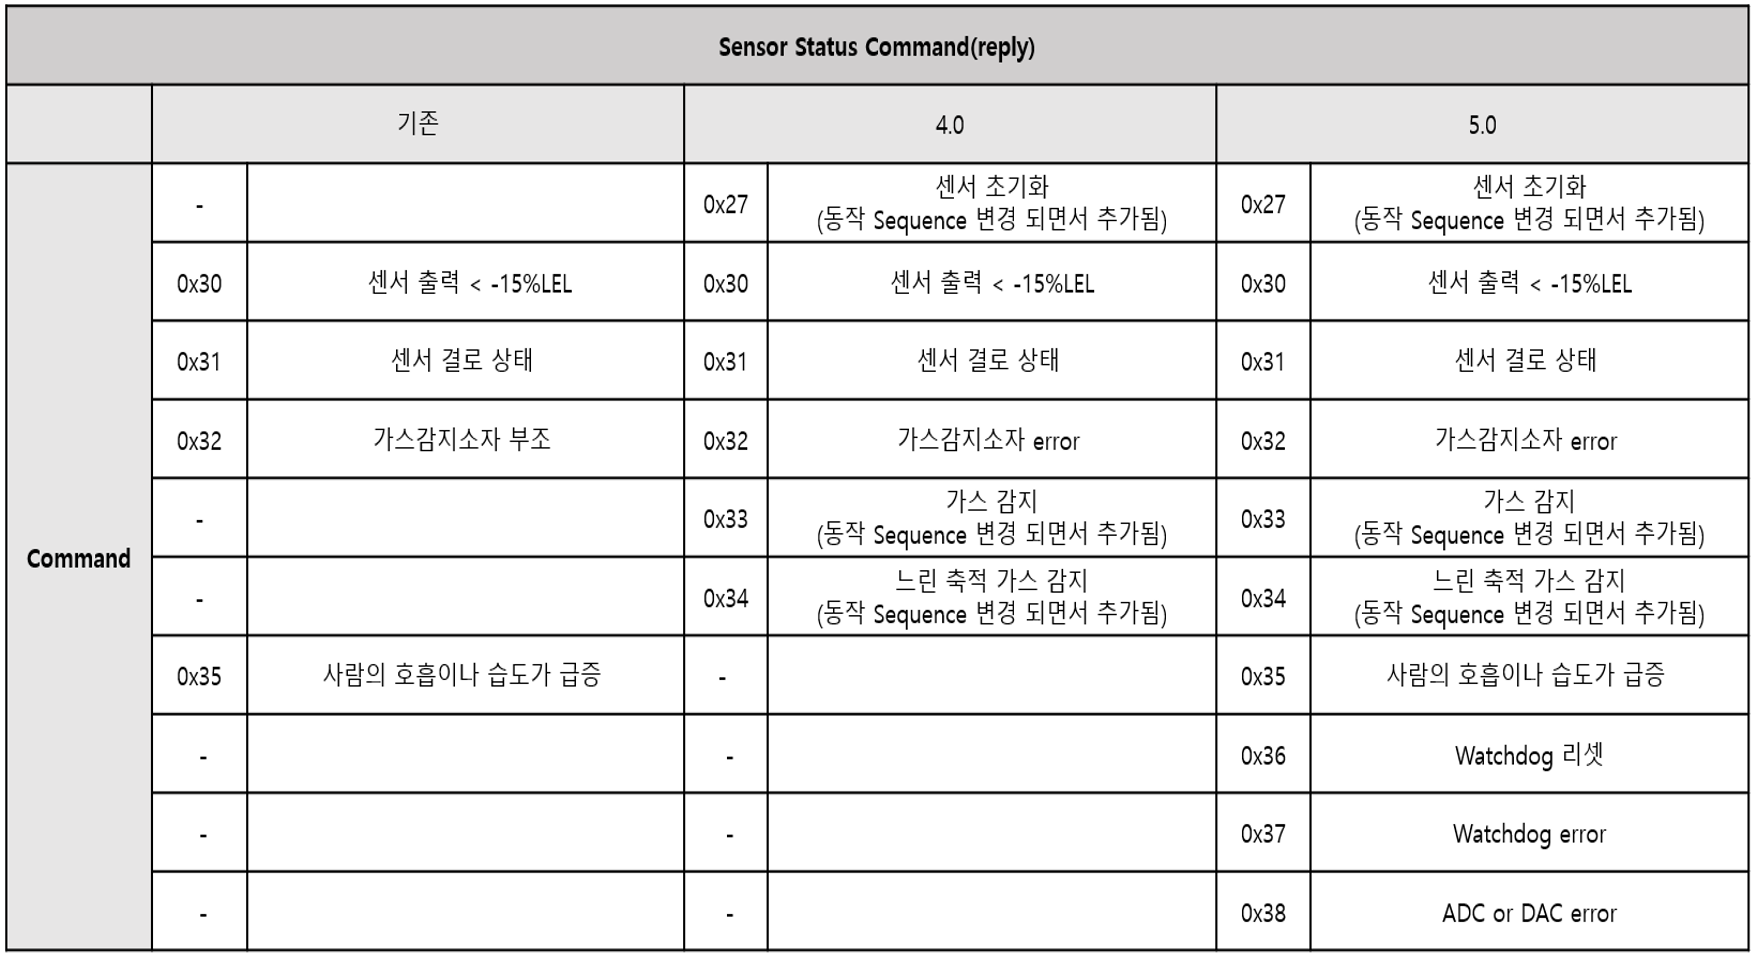 Sensor Status Command(reply)
기존 4.0 5.0
Command
- 0x27 센서 초기화 0x27 센서 초기화
(동작 Sequence 변경 되면서 추가됨) (동작 Sequence 변경 되면서 추가됨)
0x30 센서 출력 < -15%LEL 0x30 센서 출력 < -15%LEL 0x30 센서 출력 < -15%LEL
0x31 센서 결로 상태 0x31 센서 결로 상태 0x31 센서 결로 상태
0x32 가스감지소자 부조 0x32 가스감지소자 error 0x32 가스감지소자 error
- 0x33 가스 감지 0x33 가스 감지
(동작 Sequence 변경 되면서 추가됨) (동작 Sequence 변경 되면서 추가됨)
- 0x34 느린 축적 가스 감지 0x34 느린 축적 가스 감지
(동작 Sequence 변경 되면서 추가됨) (동작 Sequence 변경 되면서 추가됨)
0x35 사람의 호흡이나 습도가 급증 - 0x35 사람의 호흡이나 습도가 급증
- - 0x36 Watchdog 리셋
- - 0x37 Watchdog error
- - 0x38 ADC or DAC error